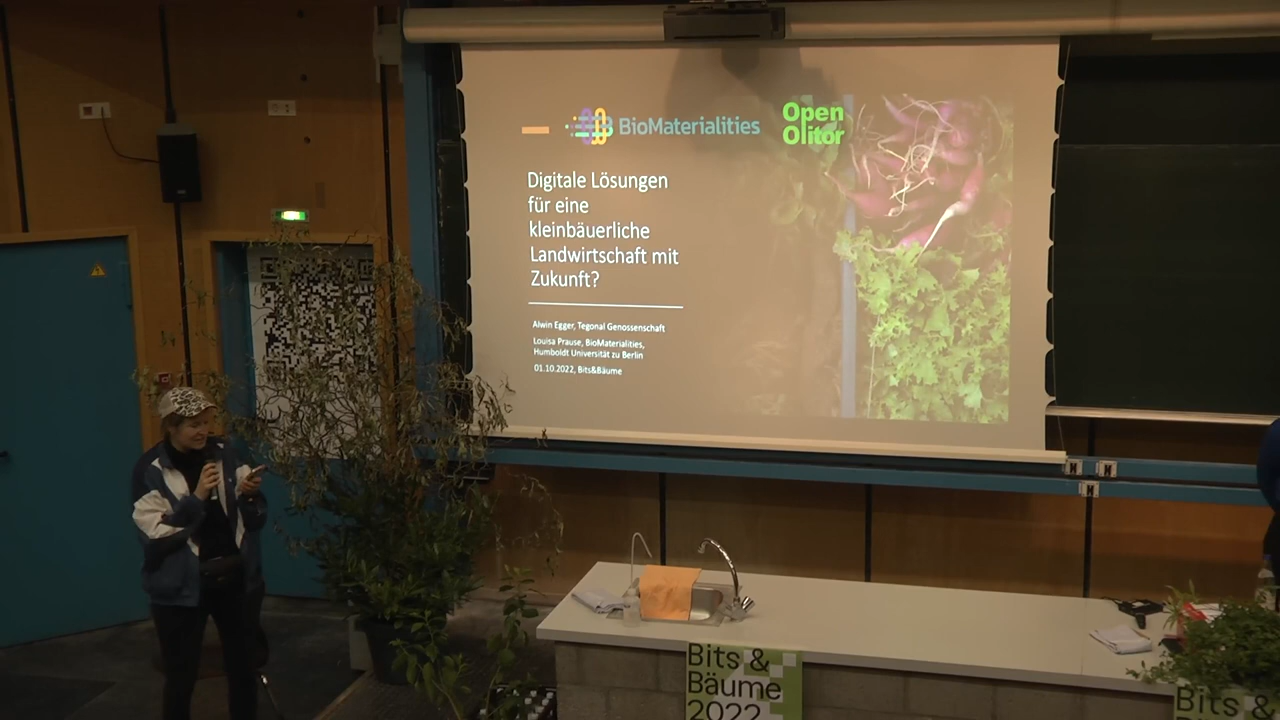 BioMaterialities
Open
Olitor
Digitale Lösungen
für eine
kleinbäuerliche
Landwirtschaft mit
Zukunft?
Alwin Egger, Tegonal Genossenschaft
Louisa Prause, BioMaterialities,
Humboldt Universität zu Berlin
01.10.2022, Bits&Bäume
Bits &
Bäume
2022
Bits &